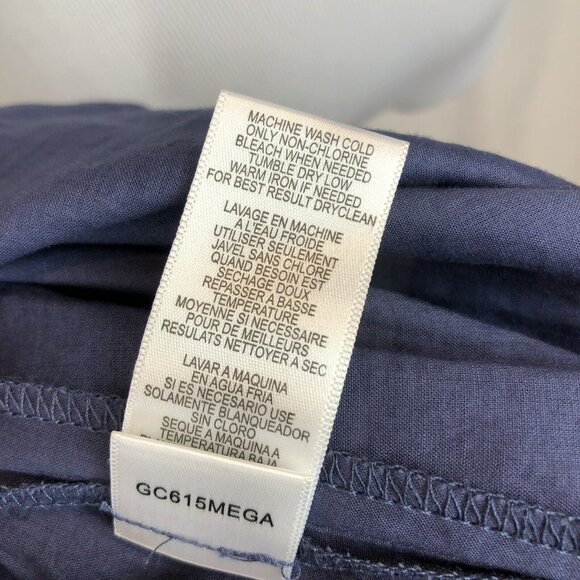 MACHINE WASH COLD
ONLY NON-CHLORINE
BLEACH WHEN NEEDED
TUMBLE DRY LOW
WARM IRON IF NEEDED
FOR BEST RESULT DRYCLEAN
LAVAGE EN MACHINE
A L'EAU FROIDE
UTILISER SEULEMENT
JAVEL SANS CHLORE
QUAND BESOIN EST
SECHAGE DOUX
REPASSER A BASSE
TEMPERATURE
MOYENNE SI NECESSAIRE
POUR DE MEILLEURS
RESULATS NETTOYER A SEC
LAVAR A MAQUINA
EN AGUA FRIA
SI ES NECESARIO USE
SOLAMENTE BLANQUEADOR
SIN CLORO
SEQUE A MAQUINA A
TEMPERATURA BAJA
GC615MEGA